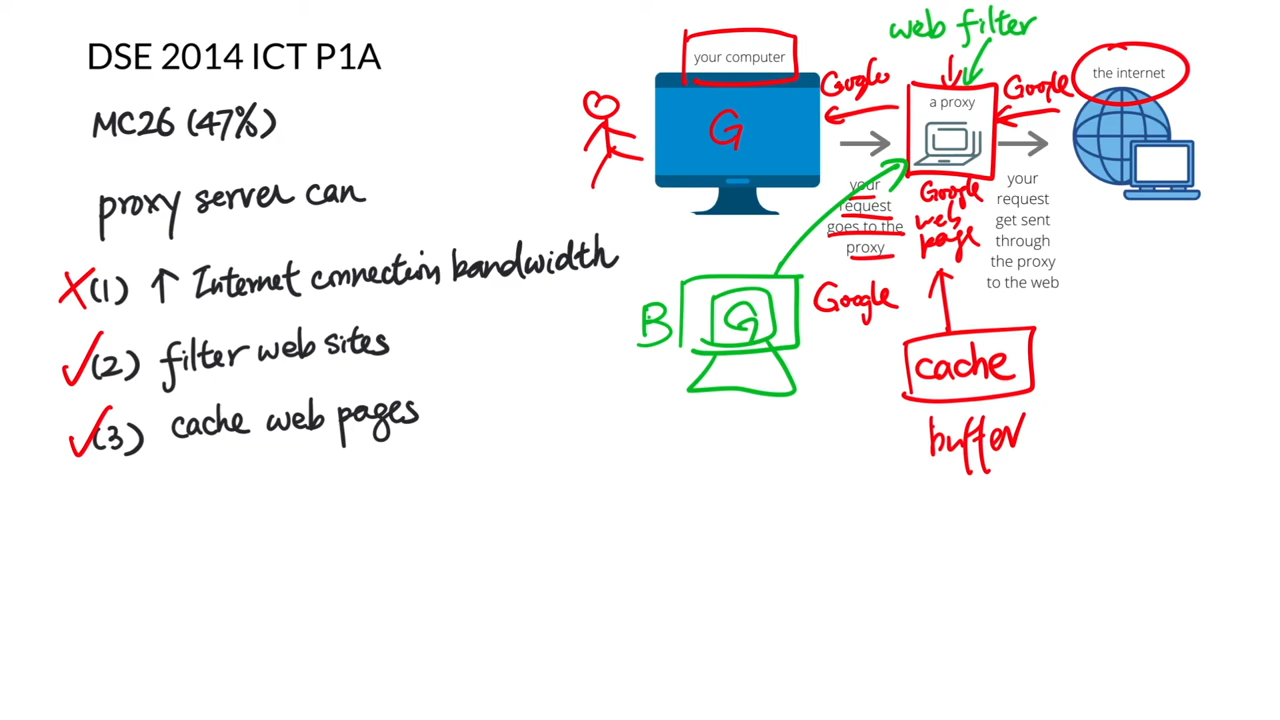 DSE 2014 ICT P1A
MC26 (47%)
proxy server can
(1) ↑ Internet connection bandwidth
(2) filter web sites
(3) cache web pages
web filter
your computer
Google
a proxy
Google
the internet
G
your
request
goes to the
proxy
Google
web
page
your
request
get sent
through
the proxy
to the web
Google
B
G
cache
buffer